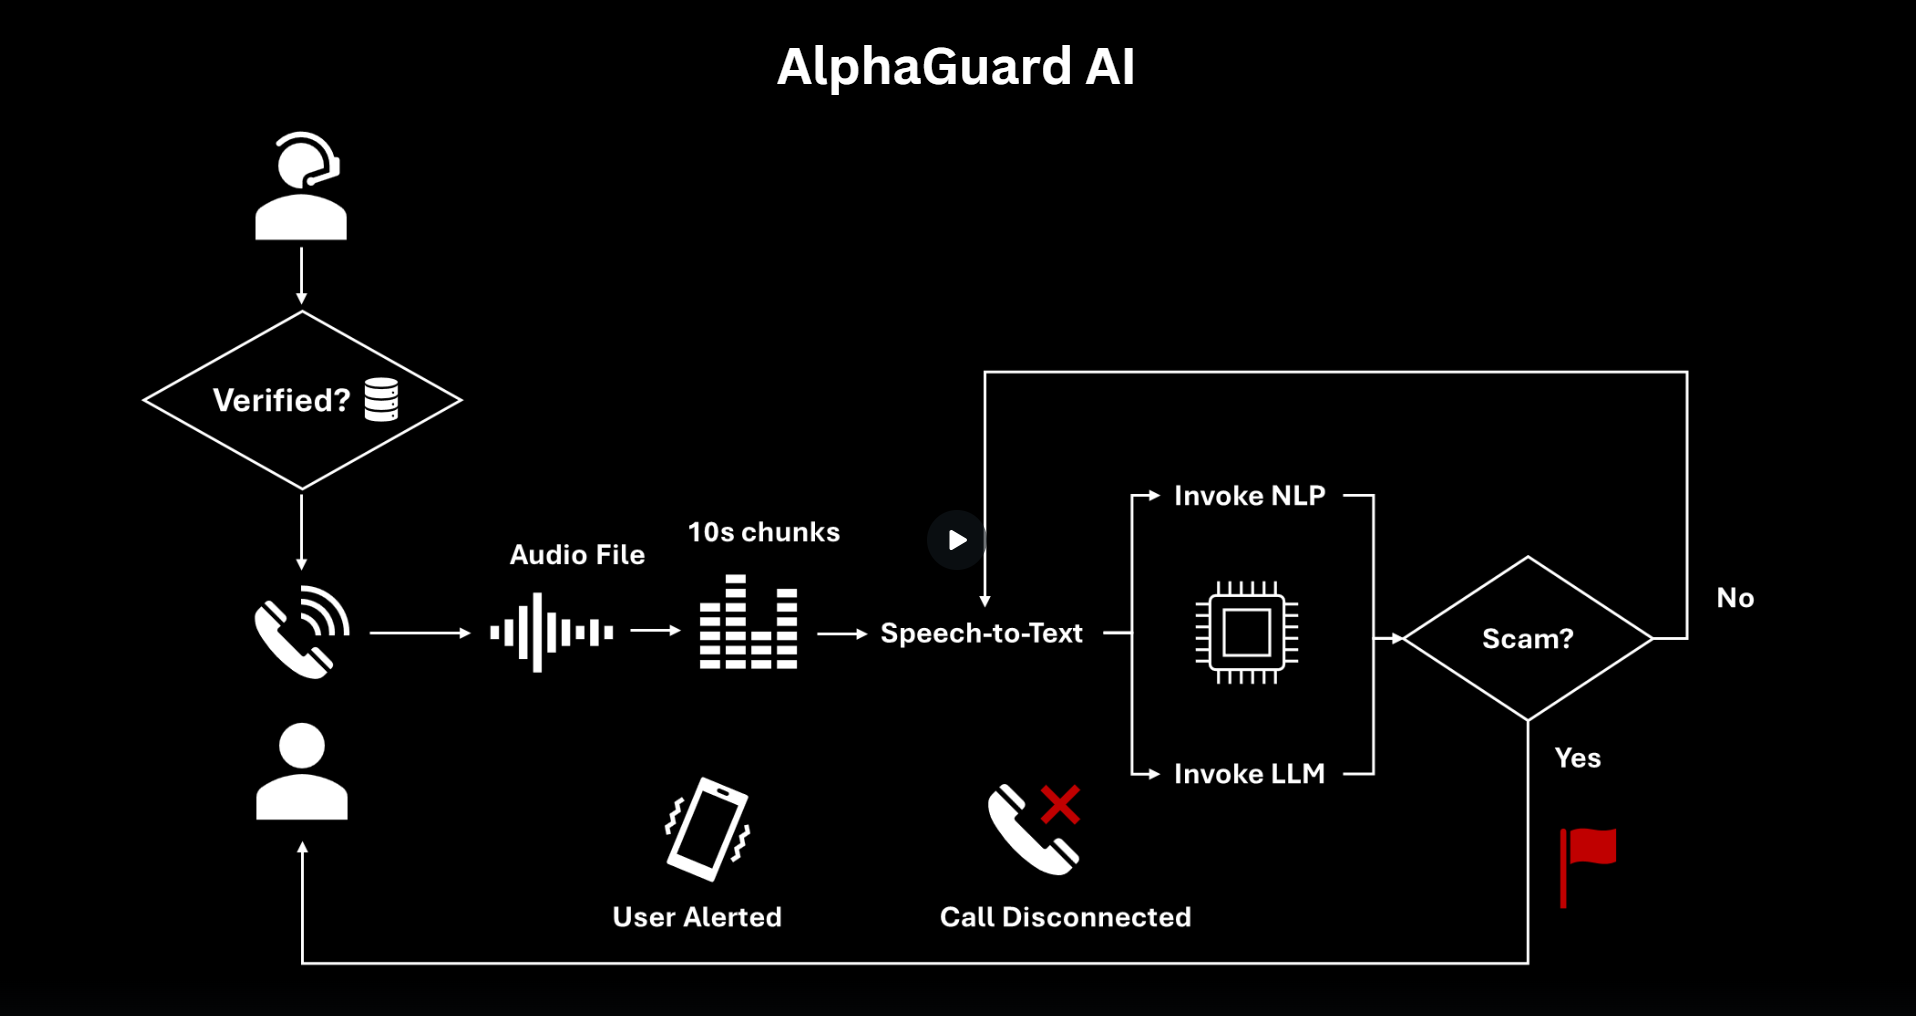 AlphaGuard AI
Verified?
Audio File
10s chunks
Speech-to-Text
Invoke NLP
Invoke LLM
Scam?
No
Yes
User Alerted
Call Disconnected